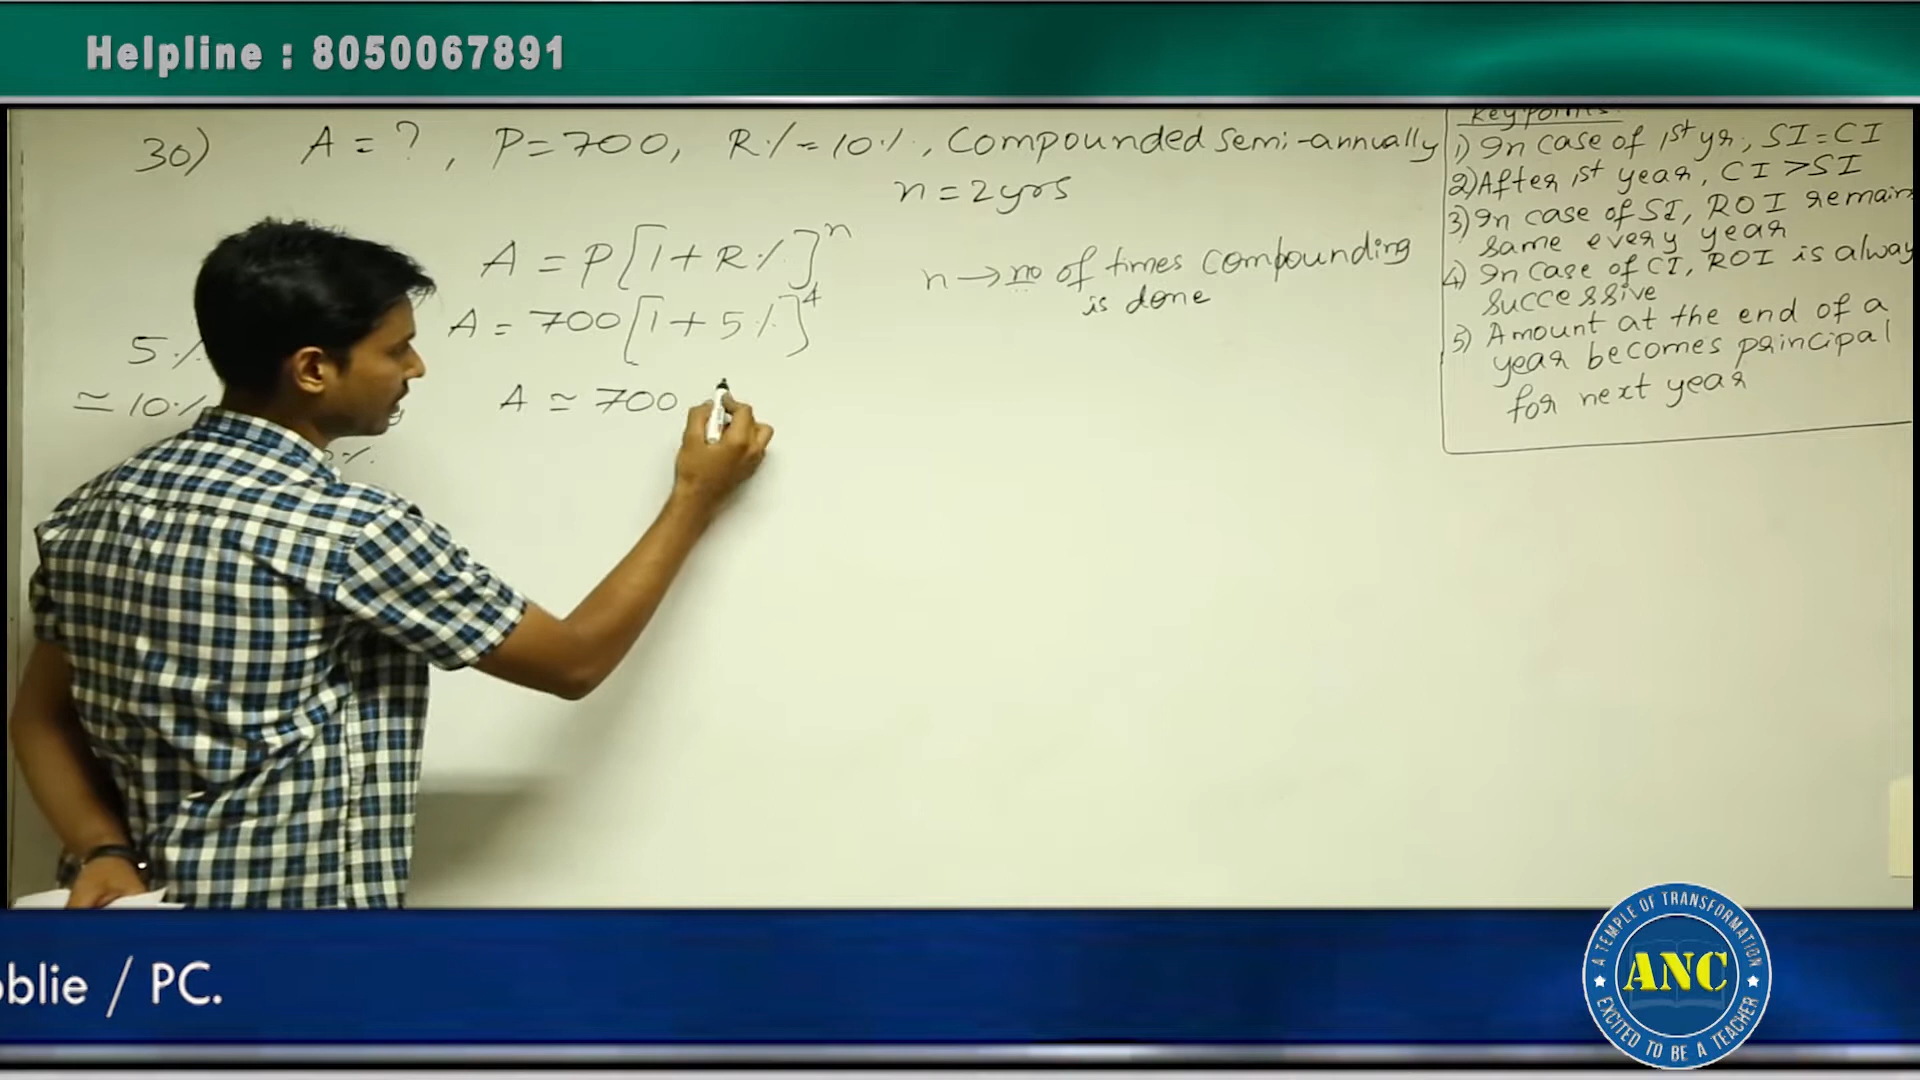 Helpline : 8050067891
30) A = ? , P = 700, R% = 10%, Compounded semi-annually
n = 2yrs
A = P[1 + R%]^n
n → no of times compounding
is done
A = 700[1 + 5%]^4
A ≃ 700
5%
≃ 10%
%.
Key points
1) In case of 1st yr, SI = CI
2) After 1st year, CI > SI
3) In case of SI, ROI remain
same every year
4) In case of CI, ROI is alway
successive
5) Amount at the end of a
year becomes principal
for next year
oblie / PC.
A TEMPLE OF TRANSFORMATION
ANC
EXCITED TO BE A TEACHER